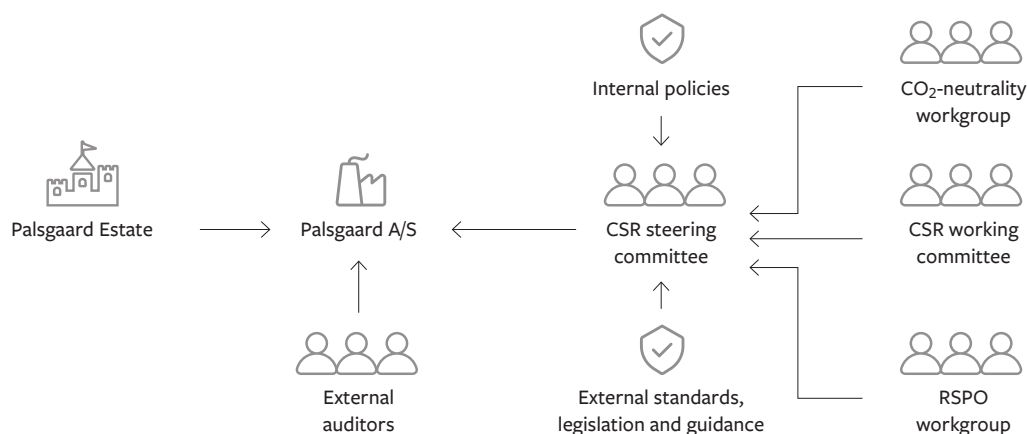 Internal policies
CO₂-neutrality
workgroup
Palsgaard Estate
Palsgaard A/S
CSR steering
committee
CSR working
committee
External
auditors
External standards,
legislation and guidance
RSPO
workgroup